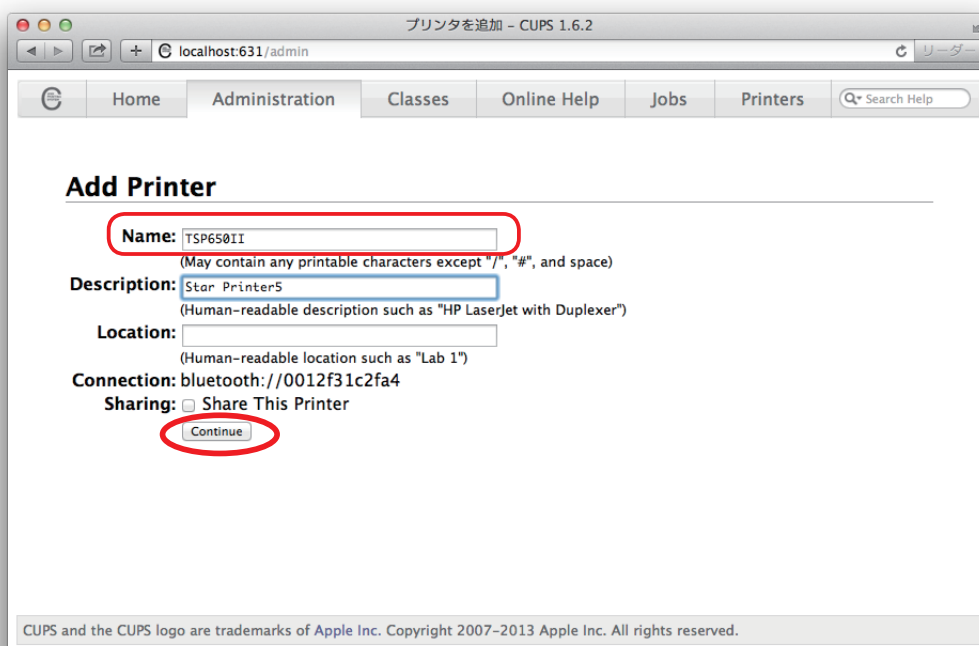 プリンタを追加 – CUPS 1.6.2
localhost:631/admin
リーダー
Home Administration Classes Online Help Jobs Printers Search Help
Add Printer
Name: TSP650II
(May contain any printable characters except "/", "#", and space)
Description: Star Printer5
(Human-readable description such as "HP LaserJet with Duplexer")
Location:
(Human-readable location such as "Lab 1")
Connection: bluetooth://0012f31c2fa4
Sharing: Share This Printer
Continue
CUPS and the CUPS logo are trademarks of Apple Inc. Copyright 2007–2013 Apple Inc. All rights reserved.